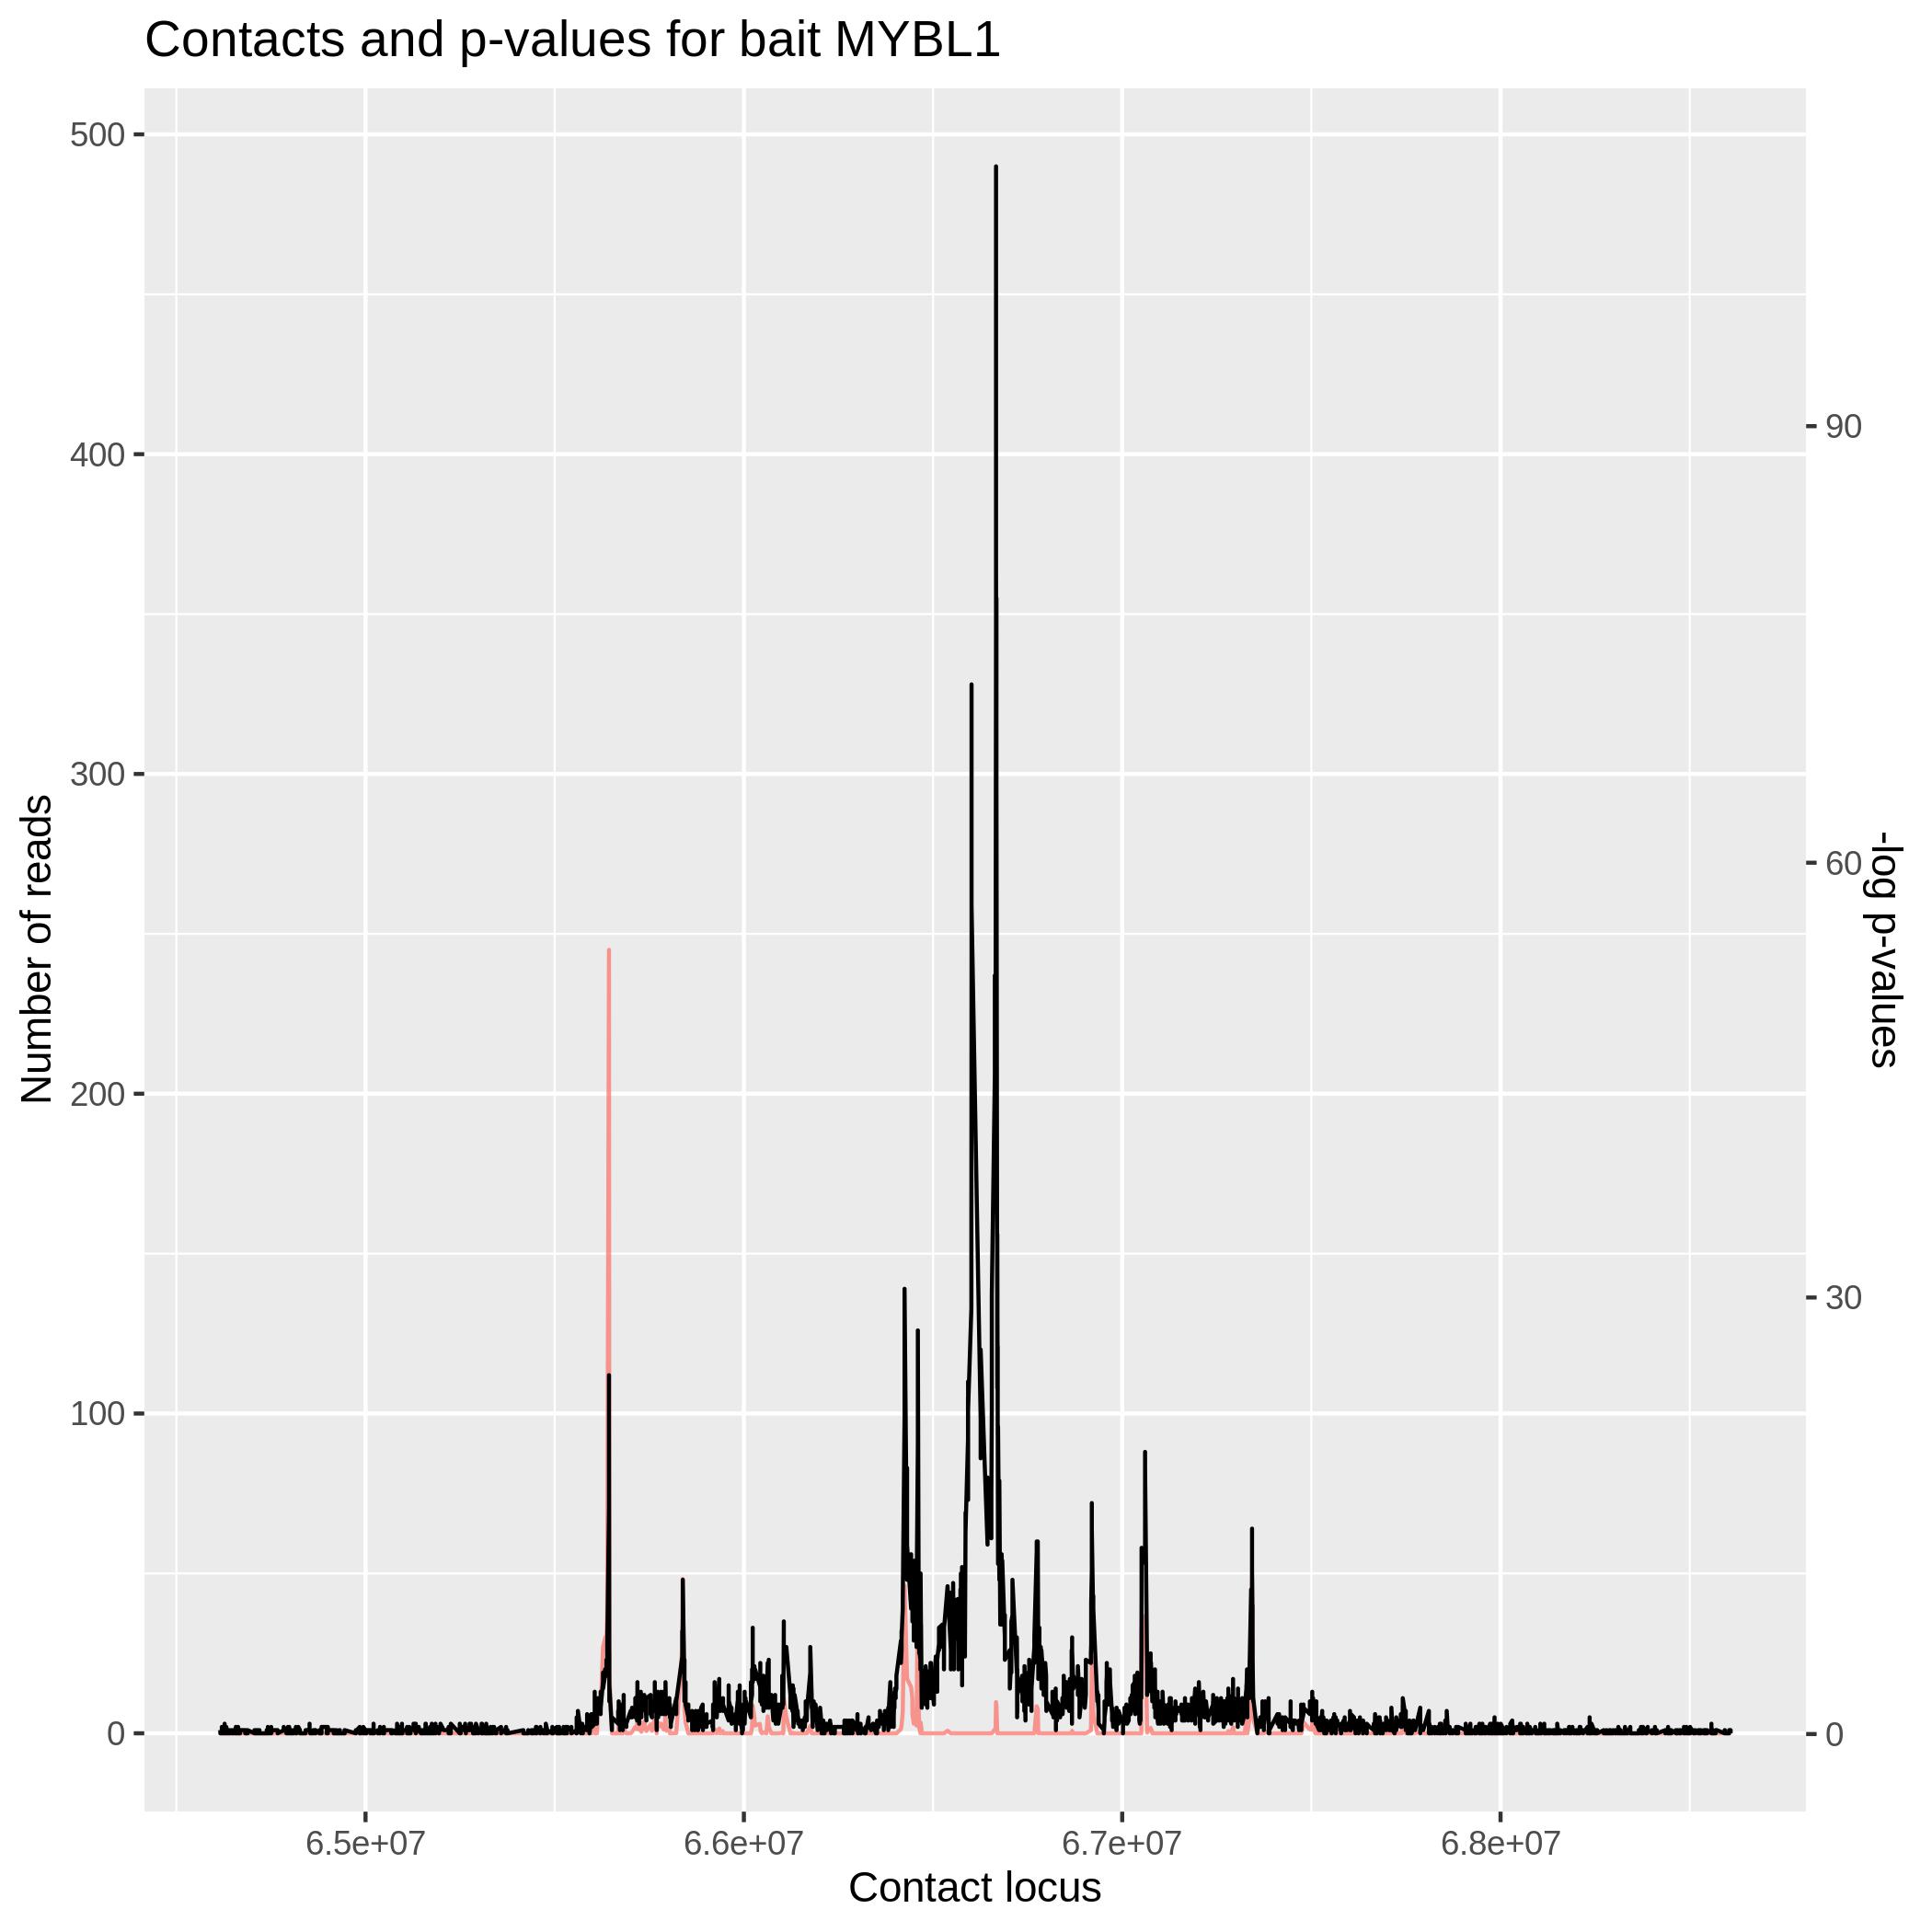 Contacts and p-values for bait MYBL1
500
400
300
200
100
0
Number of reads
90
60
30
0
-log p-values
6.5e+07
6.6e+07
6.7e+07
6.8e+07
Contact locus